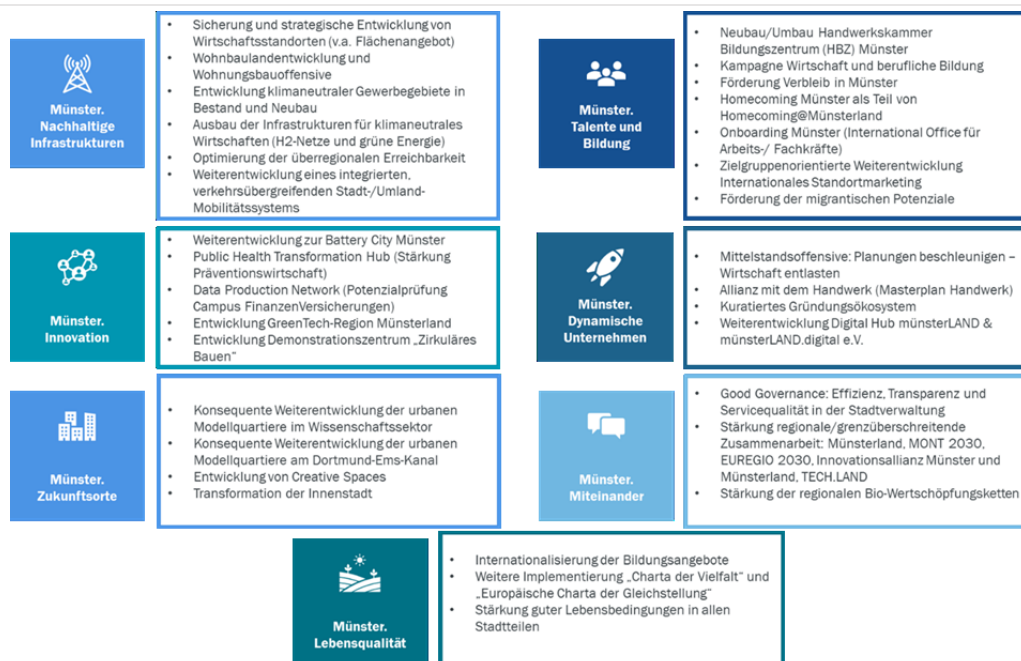 Münster.
Nachhaltige
Infrastrukturen
• Sicherung und strategische Entwicklung von
Wirtschaftsstandorten (v.a. Flächenangebot)
• Wohnbaulandentwicklung und
Wohnungsbauoffensive
• Entwicklung klimaneutraler Gewerbegebiete in
Bestand und Neubau
• Ausbau der Infrastrukturen für klimaneutrales
Wirtschaften (H2-Netze und grüne Energie)
• Optimierung der überregionalen Erreichbarkeit
• Weiterentwicklung eines integrierten,
verkehrsübergreifenden Stadt-/Umland-
Mobilitätssystems
Münster.
Talente und
Bildung
• Neubau/Umbau Handwerkskammer
Bildungszentrum (HBZ) Münster
• Kampagne Wirtschaft und berufliche Bildung
• Förderung Verbleib in Münster
• Homecoming Münster als Teil von
Homecoming@Münsterland
• Onboarding Münster (International Office für
Arbeits-/ Fachkräfte)
• Zielgruppenorientierte Weiterentwicklung
Internationales Standortmarketing
• Förderung der migrantischen Potenziale
Münster.
Innovation
• Weiterentwicklung zur Battery City Münster
• Public Health Transformation Hub (Stärkung
Präventionswirtschaft)
• Data Production Network (Potenzialprüfung
Campus FinanzenVersicherungen)
• Entwicklung GreenTech-Region Münsterland
• Entwicklung Demonstrationszentrum „Zirkuläres
Bauen"
Münster.
Dynamische
Unternehmen
• Mittelstandsoffensive: Planungen beschleunigen –
Wirtschaft entlasten
• Allianz mit dem Handwerk (Masterplan Handwerk)
• Kuratiertes Gründungsökosystem
• Weiterentwicklung Digital Hub münsterLAND &
münsterLAND.digital e.V.
Münster.
Zukunftsorte
• Konsequente Weiterentwicklung der urbanen
Modellquartiere im Wissenschaftssektor
• Konsequente Weiterentwicklung der urbanen
Modellquartiere am Dortmund-Ems-Kanal
• Entwicklung von Creative Spaces
• Transformation der Innenstadt
Münster.
Miteinander
• Good Governance: Effizienz, Transparenz und
Servicequalität in der Stadtverwaltung
• Stärkung regionale/grenzüberschreitende
Zusammenarbeit: Münsterland, MONT 2030,
EUREGIO 2030, Innovationsallianz Münster und
Münsterland, TECH.LAND
• Stärkung der regionalen Bio-Wertschöpfungsketten
Münster.
Lebensqualität
• Internationalisierung der Bildungsangebote
• Weitere Implementierung „Charta der Vielfalt" und
„Europäische Charta der Gleichstellung"
• Stärkung guter Lebensbedingungen in allen
Stadtteilen